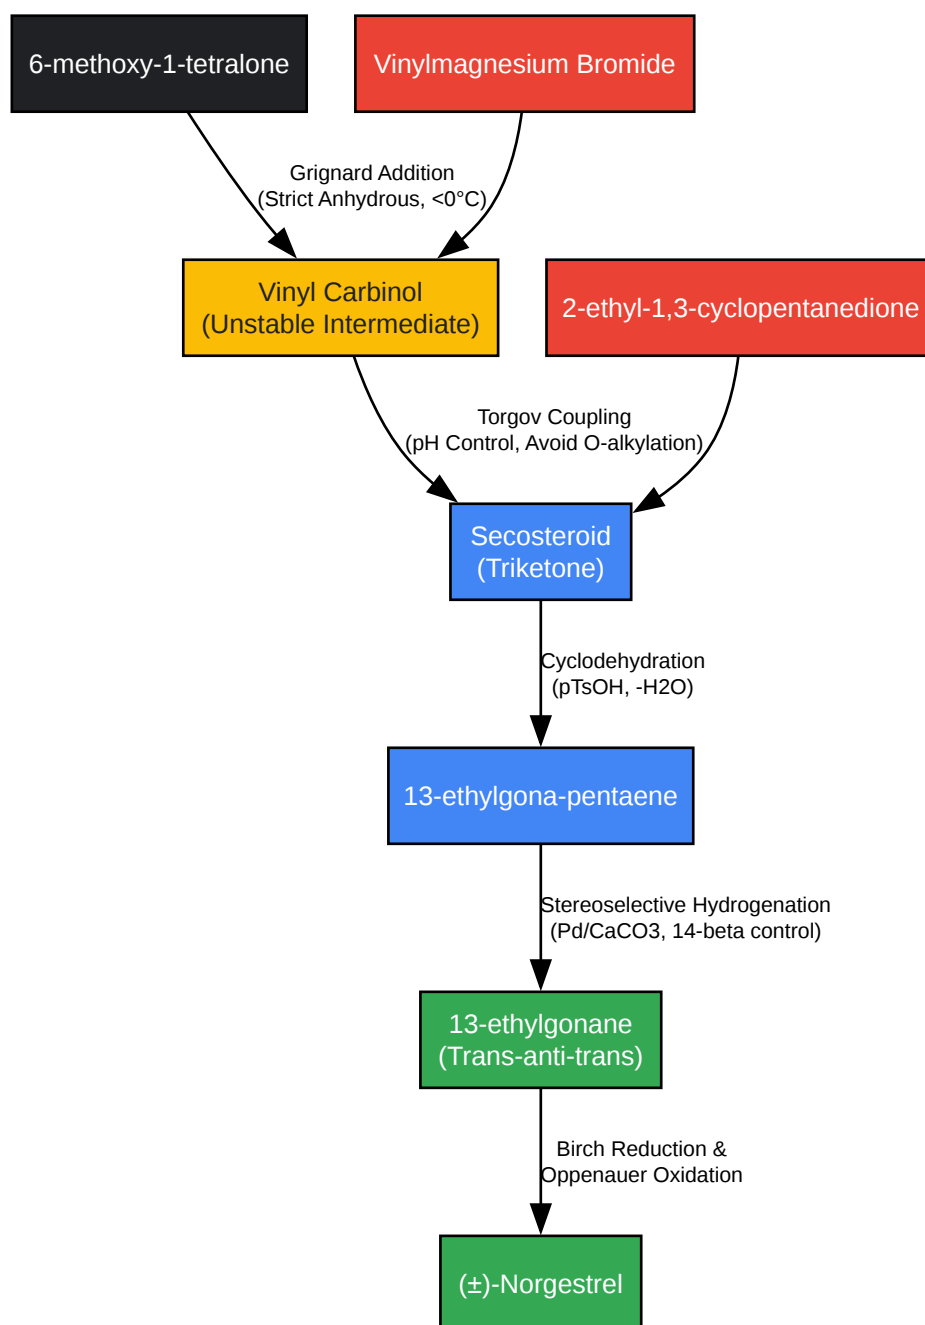 6-methoxy-1-tetralone
Vinylmagnesium Bromide
Grignard Addition
(Strict Anhydrous, <0°C)
Vinyl Carbinol
(Unstable Intermediate)
2-ethyl-1,3-cyclopentanedione
Torgov Coupling
(pH Control, Avoid O-alkylation)
Secosteroid
(Triketone)
Cyclodehydration
(pTsOH, -H2O)
13-ethylgona-pentaene
Stereoselective Hydrogenation
(Pd/CaCO3, 14-beta control)
13-ethylgonane
(Trans-anti-trans)
Birch Reduction &
Oppenauer Oxidation
(±)-Norgestrel